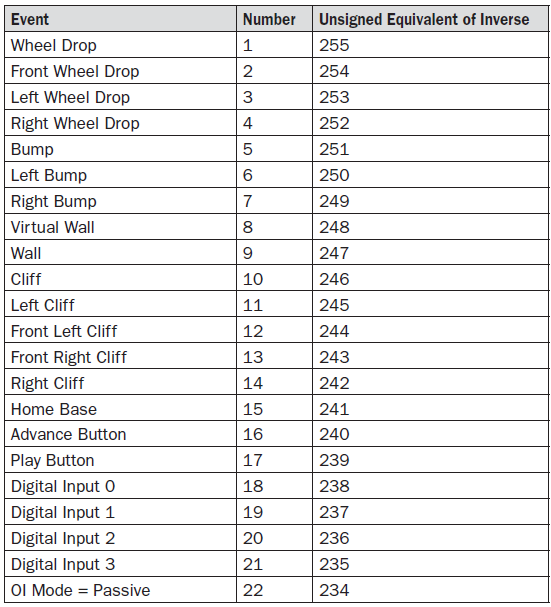 Event Number Unsigned Equivalent of Inverse
Wheel Drop 1 255
Front Wheel Drop 2 254
Left Wheel Drop 3 253
Right Wheel Drop 4 252
Bump 5 251
Left Bump 6 250
Right Bump 7 249
Virtual Wall 8 248
Wall 9 247
Cliff 10 246
Left Cliff 11 245
Front Left Cliff 12 244
Front Right Cliff 13 243
Right Cliff 14 242
Home Base 15 241
Advance Button 16 240
Play Button 17 239
Digital Input 0 18 238
Digital Input 1 19 237
Digital Input 2 20 236
Digital Input 3 21 235
OI Mode = Passive 22 234